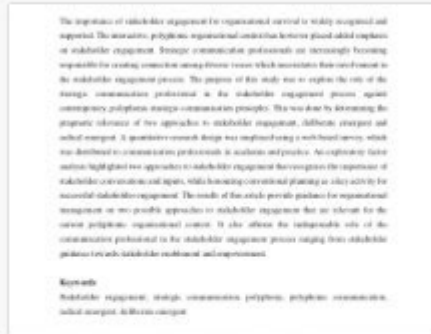 The importance of stakeholder engagement for organisational survival is widely recognised and
supported. The interactive, polyphonic organisational context has however placed added emphasis
on stakeholder engagement. Strategic communication professionals are increasingly becoming
responsible for creating connection among diverse voices which necessitates their involvement in
the stakeholder engagement process. The purpose of this study was to explore the role of the
strategic communication professional in the stakeholder engagement process against
contemporary, polyphonic strategic communication principles. This was done by determining the
pragmatic relevance of two approaches to stakeholder engagement, deliberate emergent and
radical emergent. A quantitative research design was employed using a web-based survey, which
was distributed to communication professionals in academia and practice. An exploratory factor
analysis highlighted two approaches to stakeholder engagement that recognises the importance of
stakeholder conversations and inputs, while honouring conventional planning as a key activity for
successful stakeholder engagement. The results of this article provide guidance for organisational
management on two possible approaches to stakeholder engagement that are relevant for the
current polyphonic organisational context. It also affirms the indispensable role of the
communication professional in the stakeholder engagement process ranging from stakeholder
guidance towards stakeholder enablement and empowerment.
Keywords
Stakeholder engagement, strategic communication, polyphony, polyphonic communication,
radical emergent, deliberate emergent